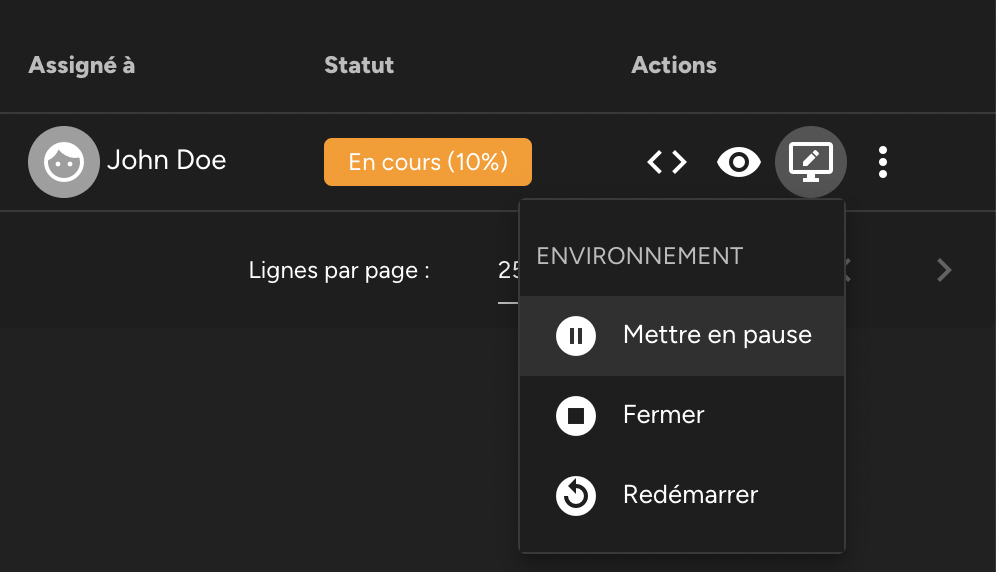 Assigné à Statut Actions
John Doe En cours (10%)
Lignes par page : 25
ENVIRONNEMENT
Mettre en pause
Fermer
Redémarrer